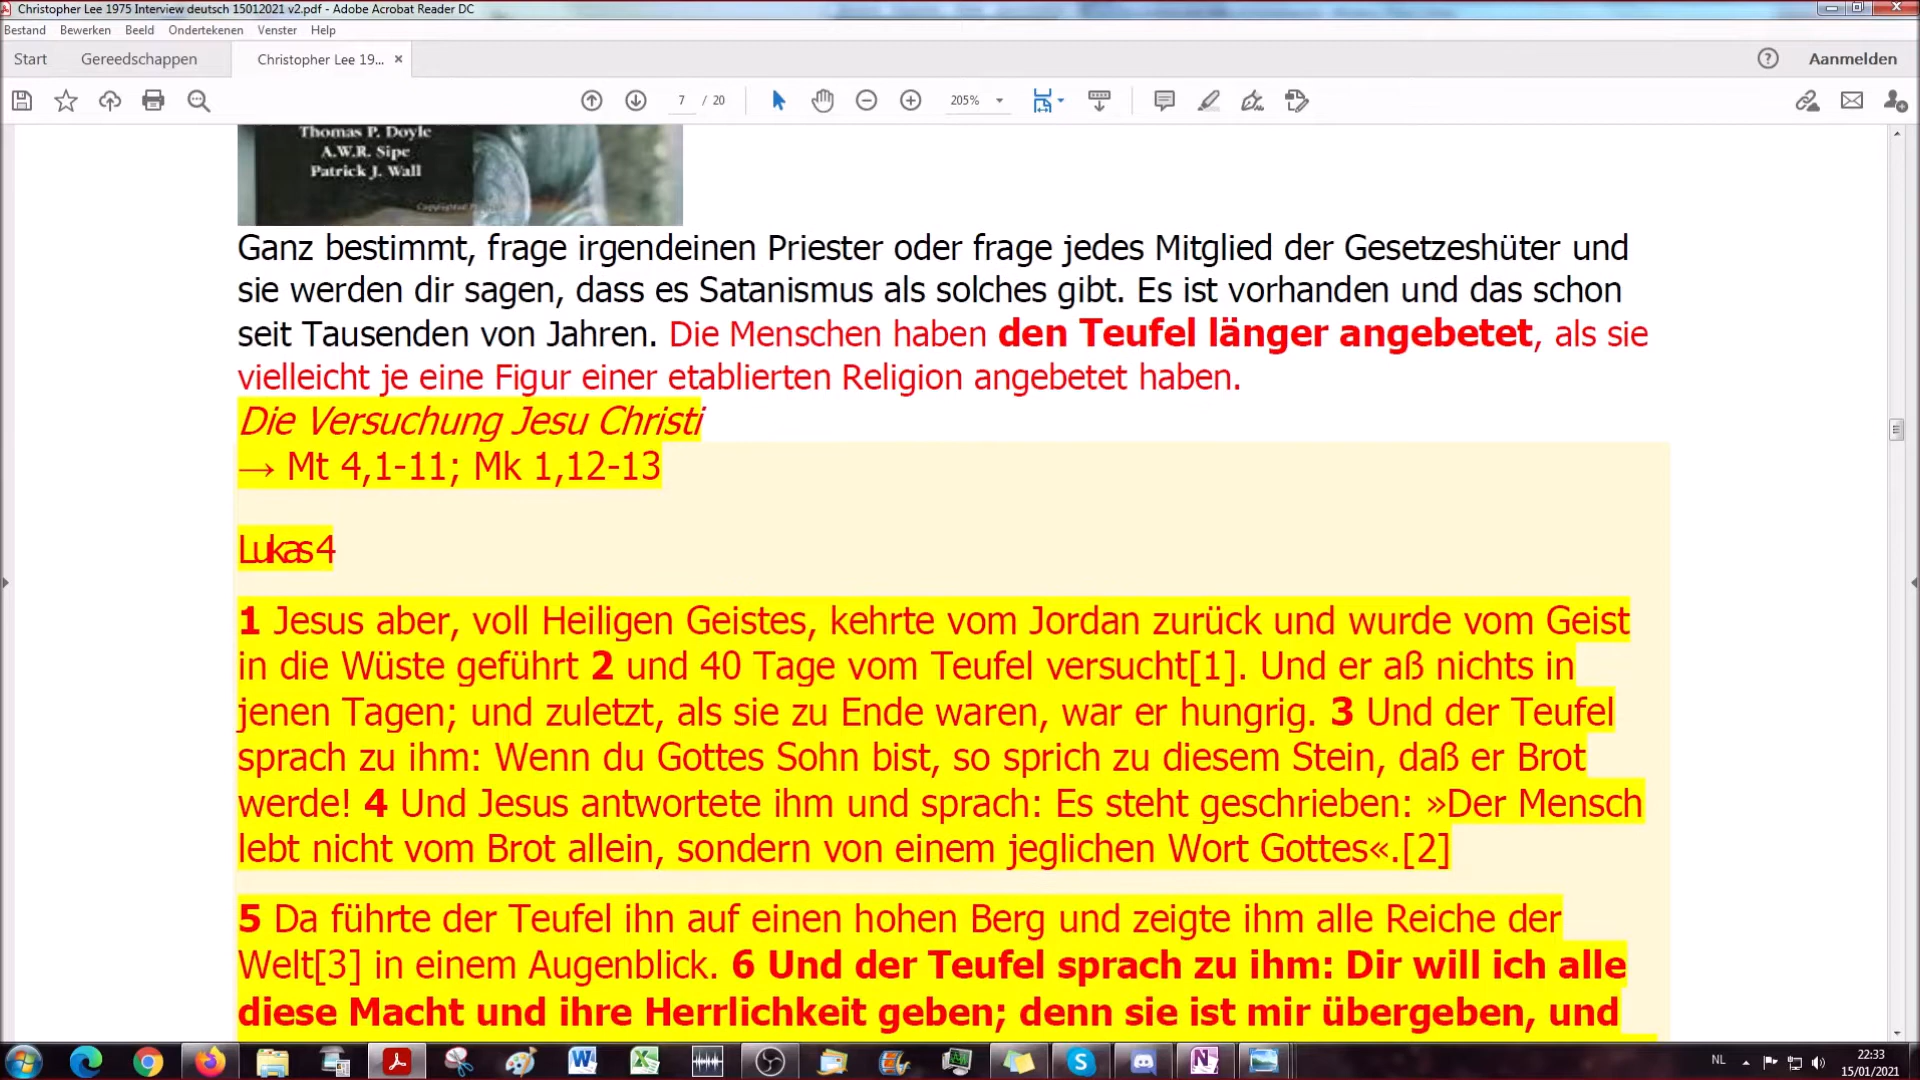 Christopher Lee 1975 Interview deutsch 15012021 v2.pdf - Adobe Acrobat Reader DC
Bestand Bewerken Beeld Ondertekenen Venster Help
Start Gereedschappen Christopher Lee 19... × Aanmelden
7 / 20 205%
Thomas P. Doyle
A.W.R. Sipe
Patrick J. Wall
Ganz bestimmt, frage irgendeinen Priester oder frage jedes Mitglied der Gesetzeshüter und
sie werden dir sagen, dass es Satanismus als solches gibt. Es ist vorhanden und das schon
seit Tausenden von Jahren. Die Menschen haben den Teufel länger angebetet, als sie
vielleicht je eine Figur einer etablierten Religion angebetet haben.
Die Versuchung Jesu Christi
→ Mt 4,1-11; Mk 1,12-13
Lukas 4
1 Jesus aber, voll Heiligen Geistes, kehrte vom Jordan zurück und wurde vom Geist
in die Wüste geführt 2 und 40 Tage vom Teufel versucht[1]. Und er aß nichts in
jenen Tagen; und zuletzt, als sie zu Ende waren, war er hungrig. 3 Und der Teufel
sprach zu ihm: Wenn du Gottes Sohn bist, so sprich zu diesem Stein, daß er Brot
werde! 4 Und Jesus antwortete ihm und sprach: Es steht geschrieben: »Der Mensch
lebt nicht vom Brot allein, sondern von einem jeglichen Wort Gottes«.[2]
5 Da führte der Teufel ihn auf einen hohen Berg und zeigte ihm alle Reiche der
Welt[3] in einem Augenblick. 6 Und der Teufel sprach zu ihm: Dir will ich alle
diese Macht und ihre Herrlichkeit geben; denn sie ist mir übergeben, und
NL 22:33
15/01/2021